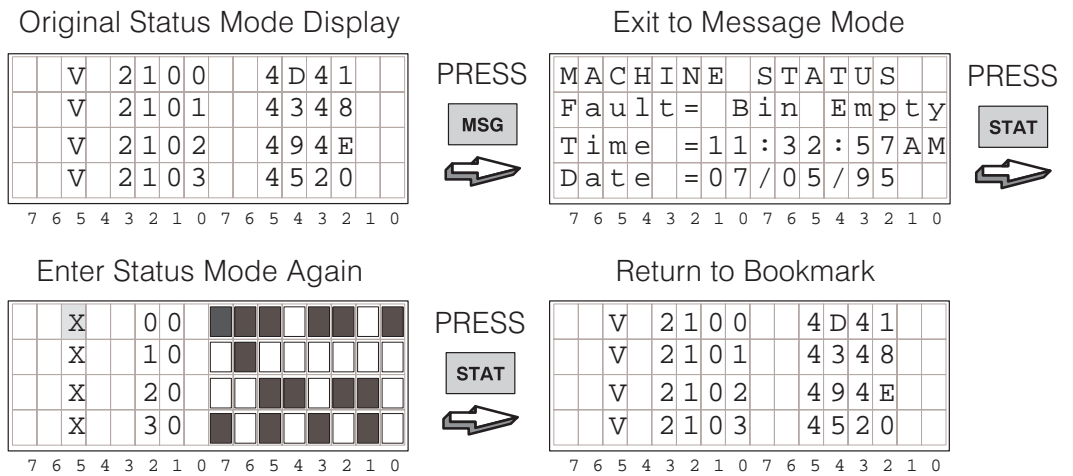 Original Status Mode Display
V 2100 4D41
V 2101 4348
V 2102 494E
V 2103 4520
7 6 5 4 3 2 1 0 7 6 5 4 3 2 1 0
PRESS
MSG
Exit to Message Mode
MACHINE STATUS
Fault= Bin Empty
Time =11:32:57AM
Date =07/05/95
7 6 5 4 3 2 1 0 7 6 5 4 3 2 1 0
PRESS
STAT
Enter Status Mode Again
X 00
X 10
X 20
X 30
7 6 5 4 3 2 1 0 7 6 5 4 3 2 1 0
PRESS
STAT
Return to Bookmark
V 2100 4D41
V 2101 4348
V 2102 494E
V 2103 4520
7 6 5 4 3 2 1 0 7 6 5 4 3 2 1 0